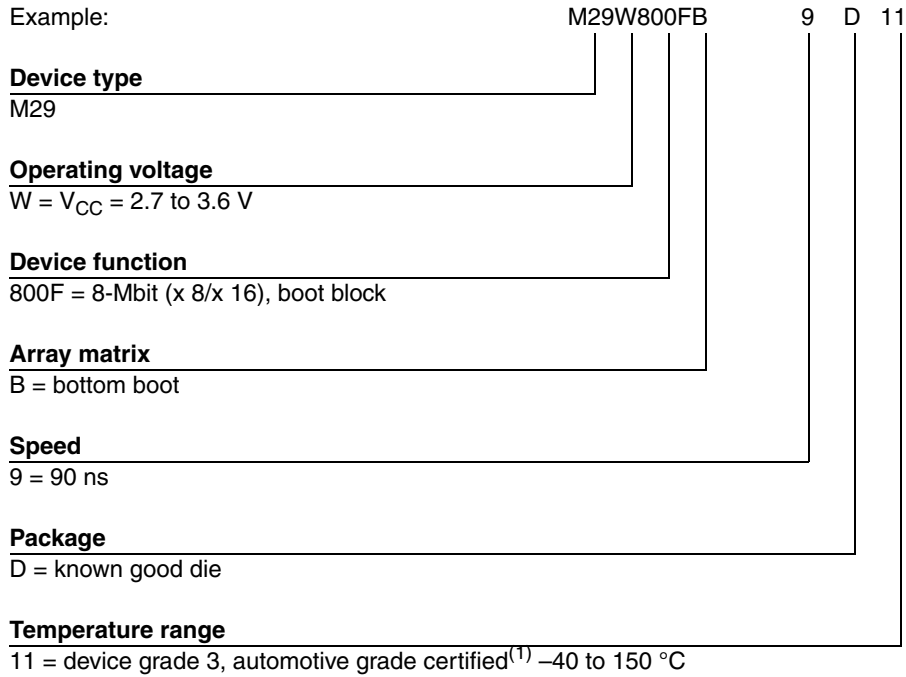 Example: M29W800FB 9 D 11
Device type
M29
Operating voltage
W = VCC = 2.7 to 3.6 V
Device function
800F = 8-Mbit (x 8/x 16), boot block
Array matrix
B = bottom boot
Speed
9 = 90 ns
Package
D = known good die
Temperature range
11 = device grade 3, automotive grade certified(1) –40 to 150 °C